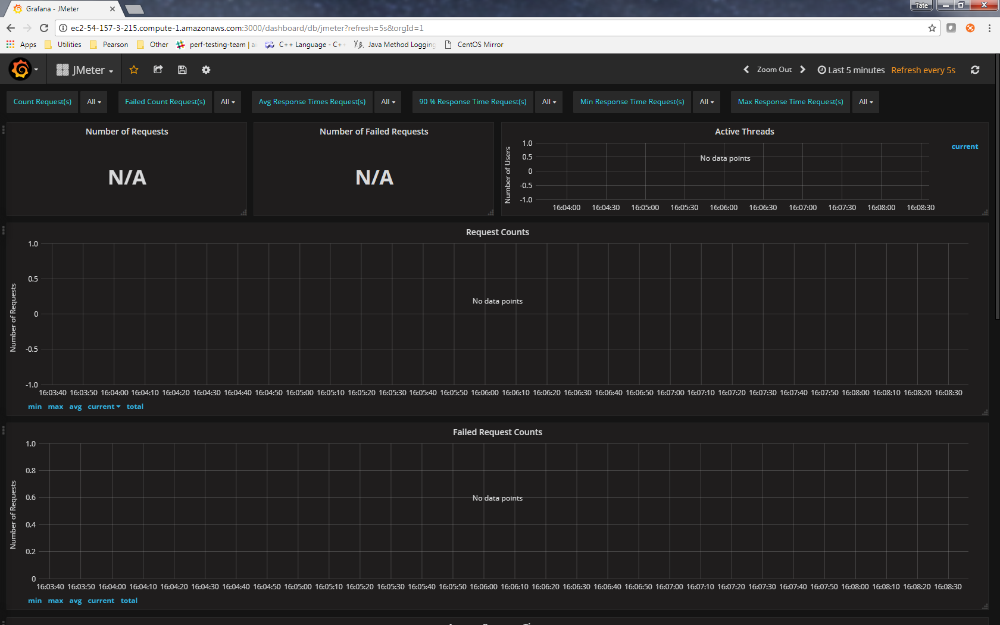 Grafana - JMeter
Tate
ec2-54-157-3-215.compute-1.amazonaws.com:3000/dashboard/db/jmeter?refresh=5s&orgId=1
Apps Utilities Pearson Other perf-testing-team | a C++ Language - C++ Java Method Logging CentOS Mirror
JMeter Zoom Out Last 5 minutes Refresh every 5s
Count Request(s) All Failed Count Request(s) All Avg Response Times Request(s) All 90 % Response Time Request(s) All Min Response Time Request(s) All Max Response Time Request(s) All
Number of Requests
N/A
Number of Failed Requests
N/A
Active Threads
Number of Users
1.0
0.5
0
-0.5
-1.0
No data points
current
16:04:00 16:04:30 16:05:00 16:05:30 16:06:00 16:06:30 16:07:00 16:07:30 16:08:00 16:08:30
Request Counts
Number of Requests
1.0
0.5
0
-0.5
-1.0
No data points
16:03:40 16:03:50 16:04:00 16:04:10 16:04:20 16:04:30 16:04:40 16:04:50 16:05:00 16:05:10 16:05:20 16:05:30 16:05:40 16:05:50 16:06:00 16:06:10 16:06:20 16:06:30 16:06:40 16:06:50 16:07:00 16:07:10 16:07:20 16:07:30 16:07:40 16:07:50 16:08:00 16:08:10 16:08:20 16:08:30
min max avg current total
Failed Request Counts
Number of Requests
1.0
0.8
0.6
0.4
0.2
0
No data points
16:03:40 16:03:50 16:04:00 16:04:10 16:04:20 16:04:30 16:04:40 16:04:50 16:05:00 16:05:10 16:05:20 16:05:30 16:05:40 16:05:50 16:06:00 16:06:10 16:06:20 16:06:30 16:06:40 16:06:50 16:07:00 16:07:10 16:07:20 16:07:30 16:07:40 16:07:50 16:08:00 16:08:10 16:08:20 16:08:30
min max avg current total